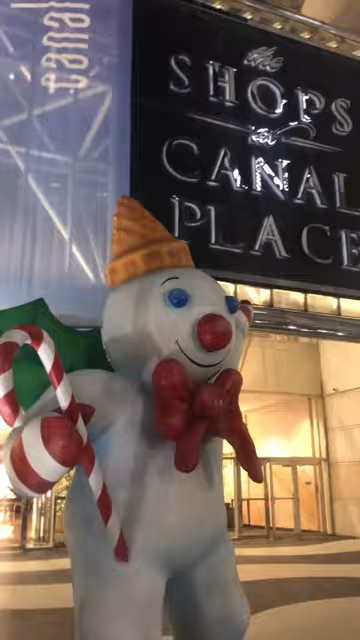 canal
the
SHOPS
at
CANAL
PLACE